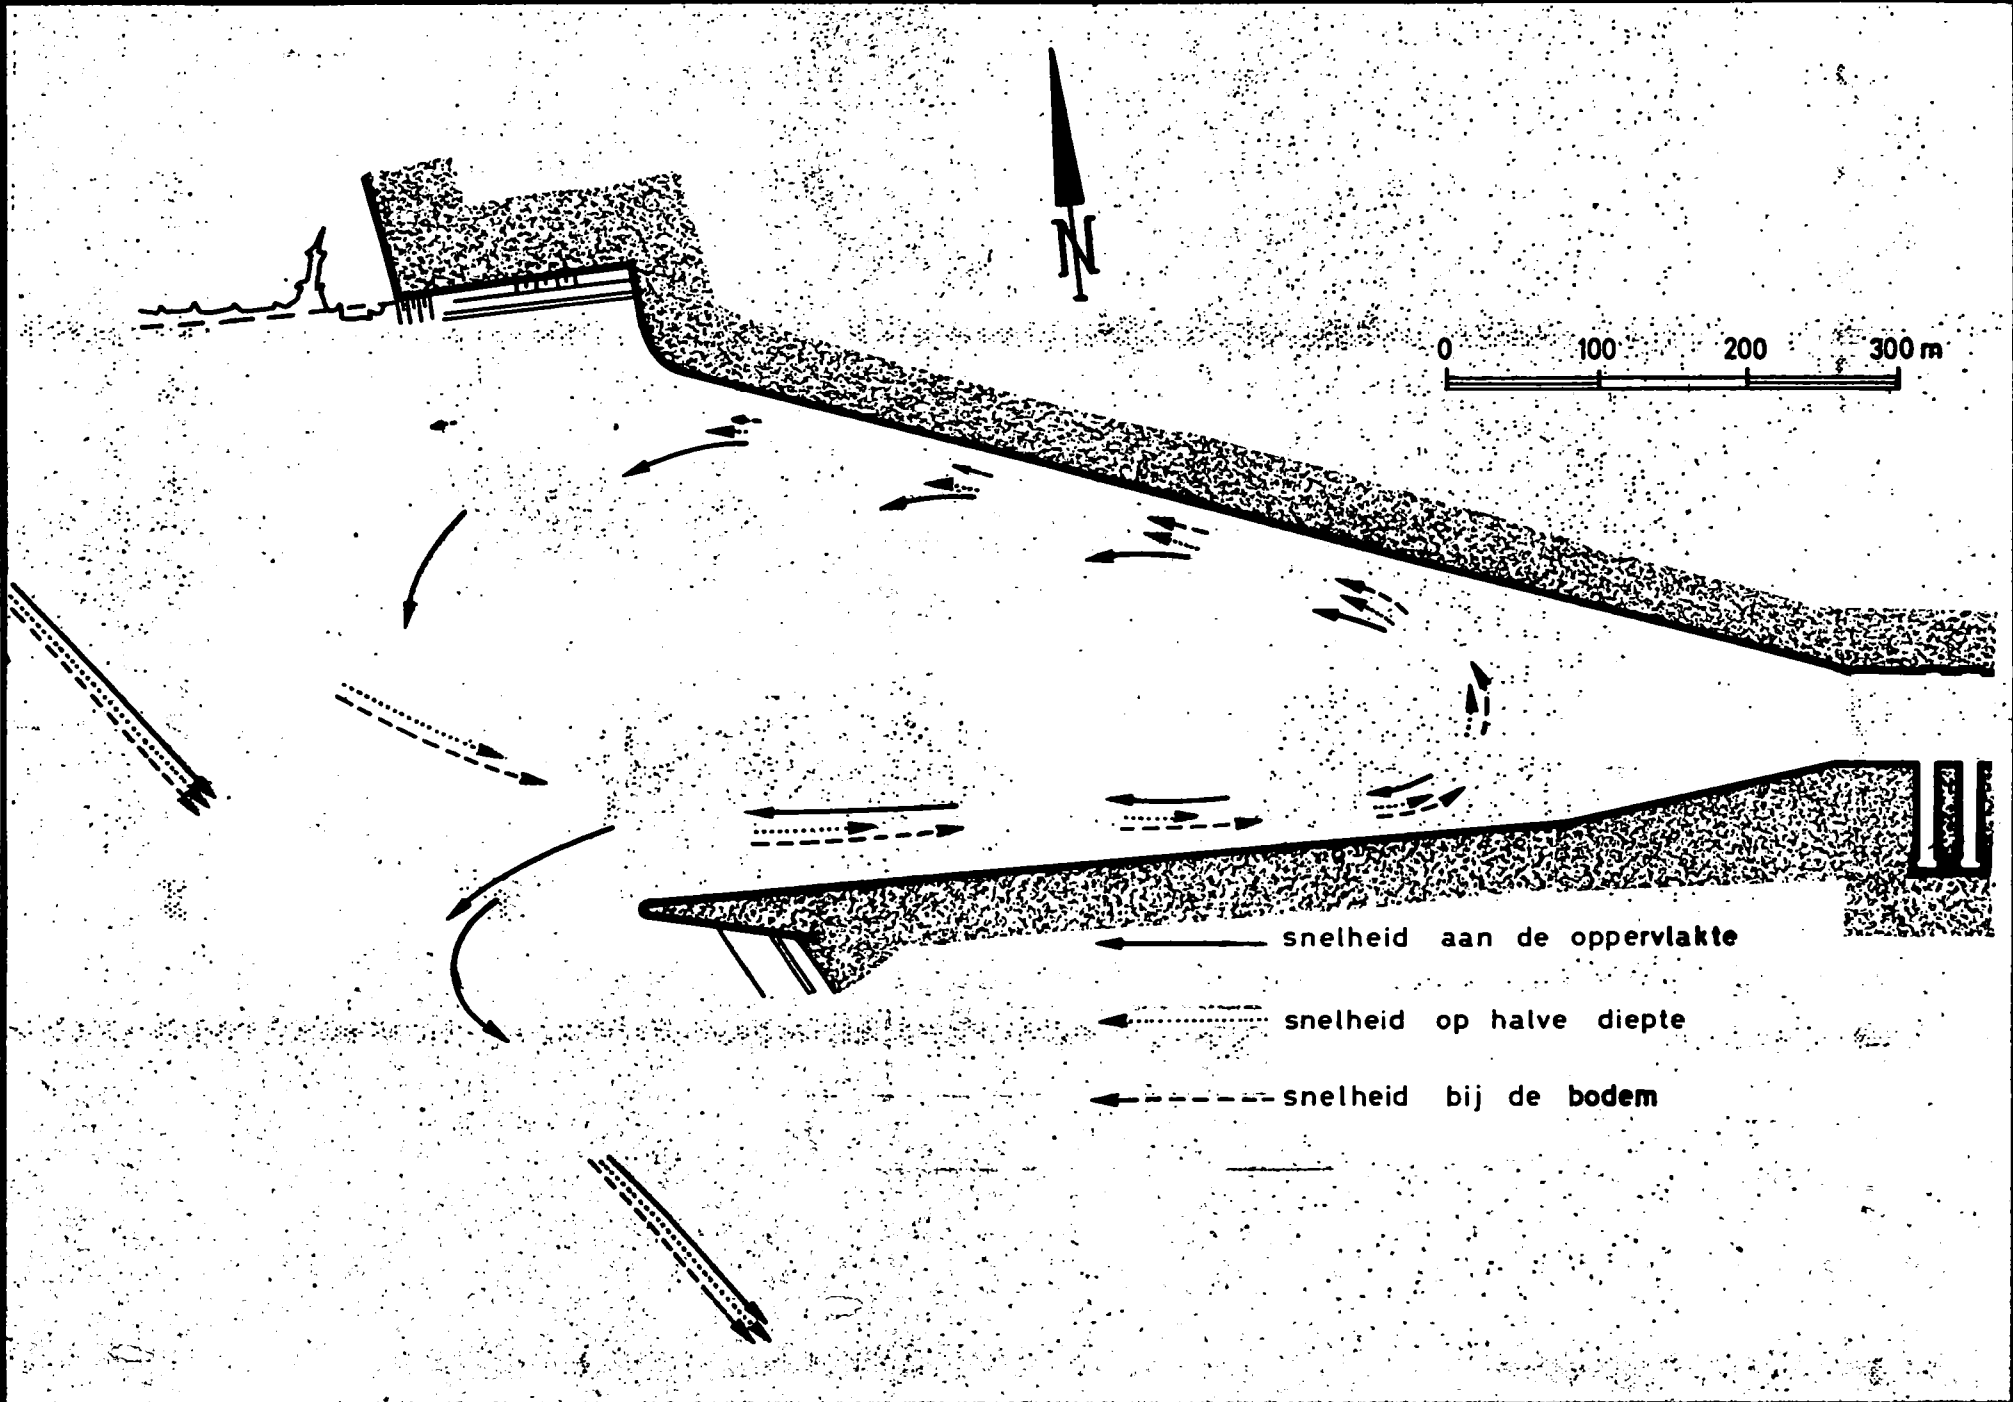 N
0 100 200 300 m
snelheid aan de oppervlakte
snelheid op halve diepte
snelheid bij de bodem